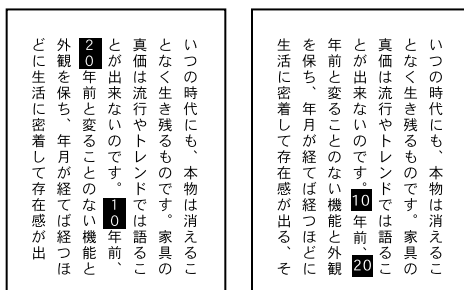 いつの時代にも、本物は消えるこ
となく生き残るものです。家具の
真価は流行やトレンドでは語るこ
とが出来ないのです。10年前、20
年前と変ることのない機能と外観
を保ち、年月が経てば経つほどに
生活に密着して存在感が出る、そ
いつの時代にも、本物は消えるこ
となく生き残るものです。家具の
真価は流行やトレンドでは語るこ
とが出来ないのです。10年前、
20年前と変ることのない機能と
外観を保ち、年月が経てば経つほ
どに生活に密着して存在感が出